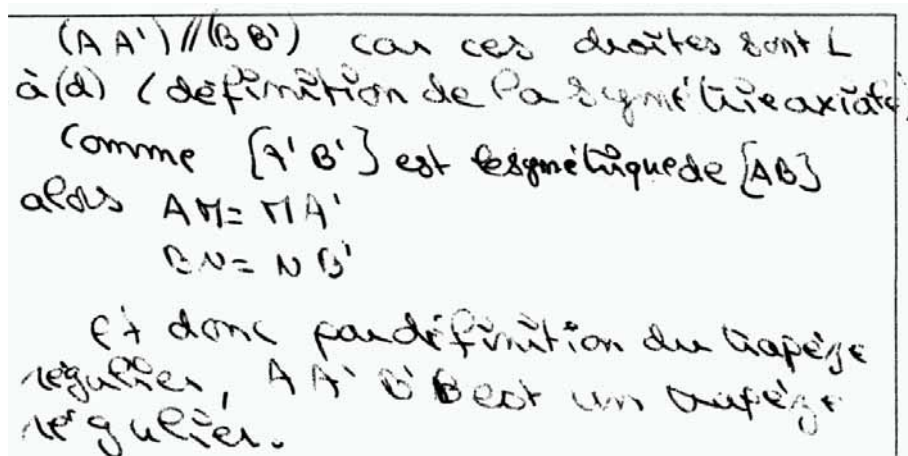 (AA') // (BB') car ces droites sont ⊥
à (d) (définition de la symétrie axiale)
Comme [A'B'] est le symétrique de [AB]
alors AM = MA'
BN = NB'
Et donc par définition du trapèze
régulier, AA'B'B est un trapèze
régulier.